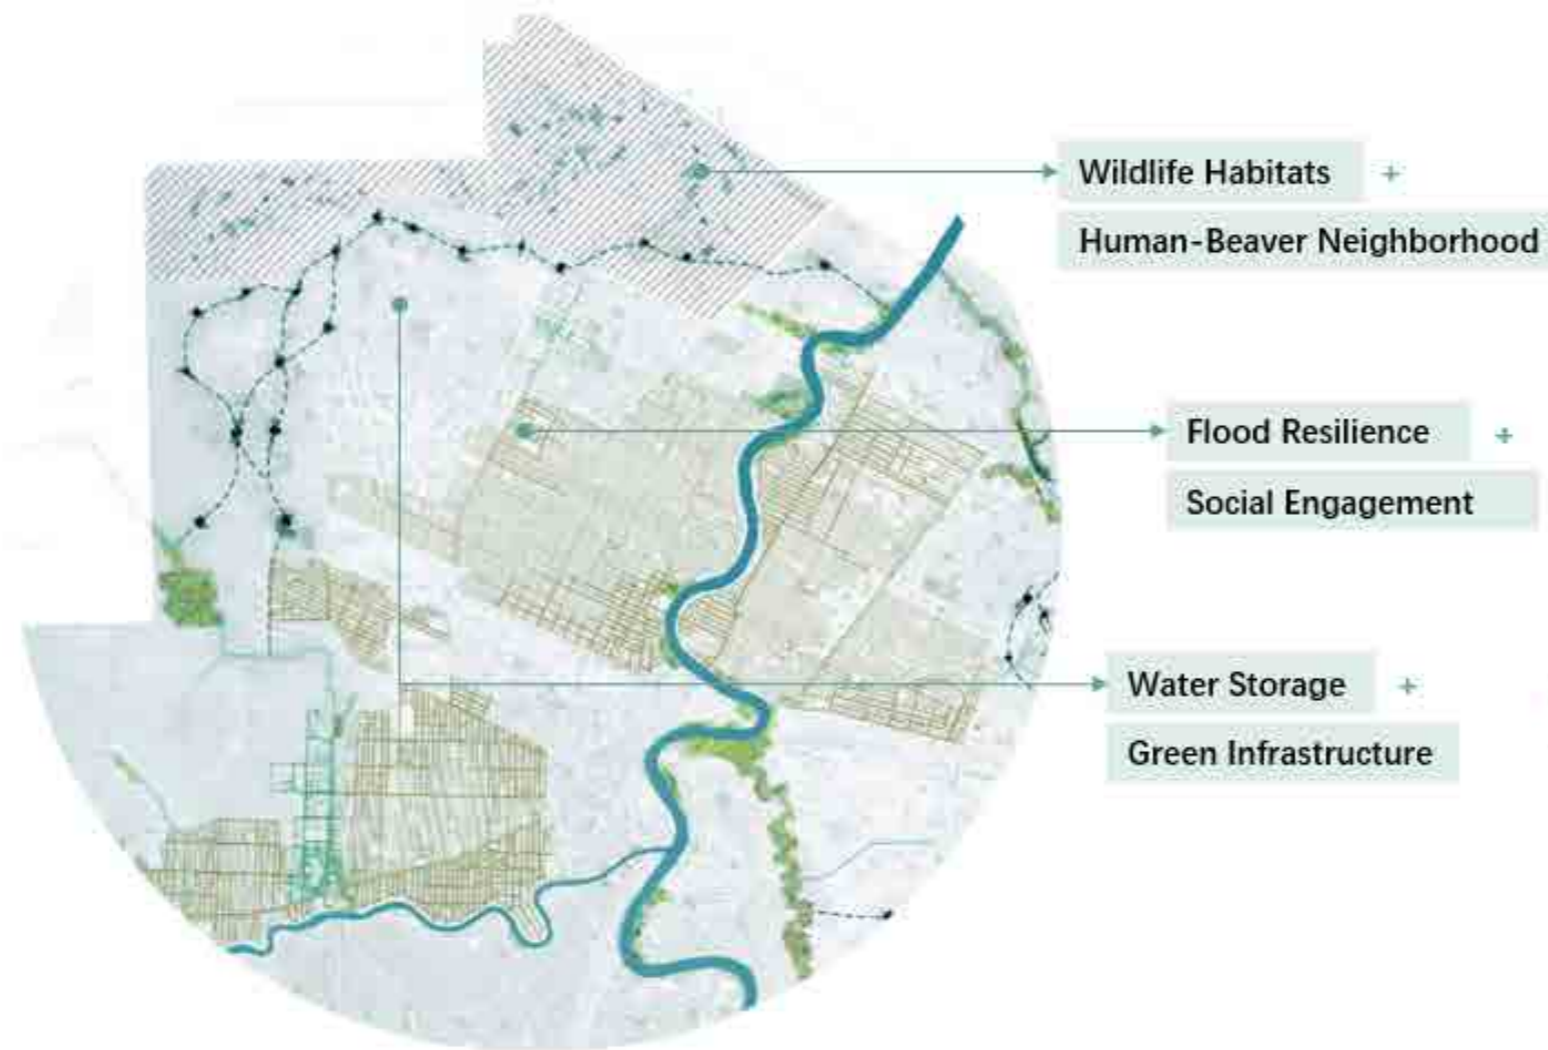 Wildlife Habitats +
Human-Beaver Neighborhood
Flood Resilience +
Social Engagement
Water Storage +
Green Infrastructure